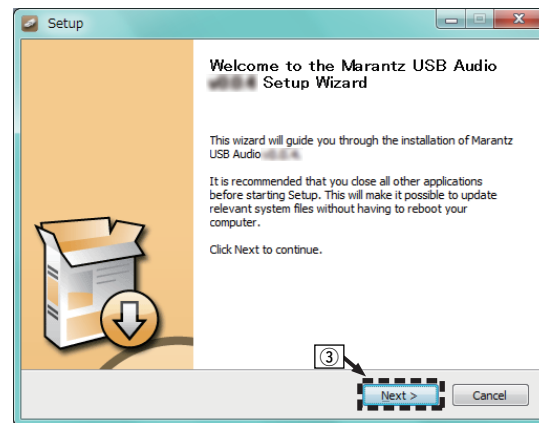 Setup
Welcome to the Marantz USB Audio
Setup Wizard
This wizard will guide you through the installation of Marantz
USB Audio
It is recommended that you close all other applications
before starting Setup. This will make it possible to update
relevant system files without having to reboot your
computer.
Click Next to continue.
③
Next >
Cancel